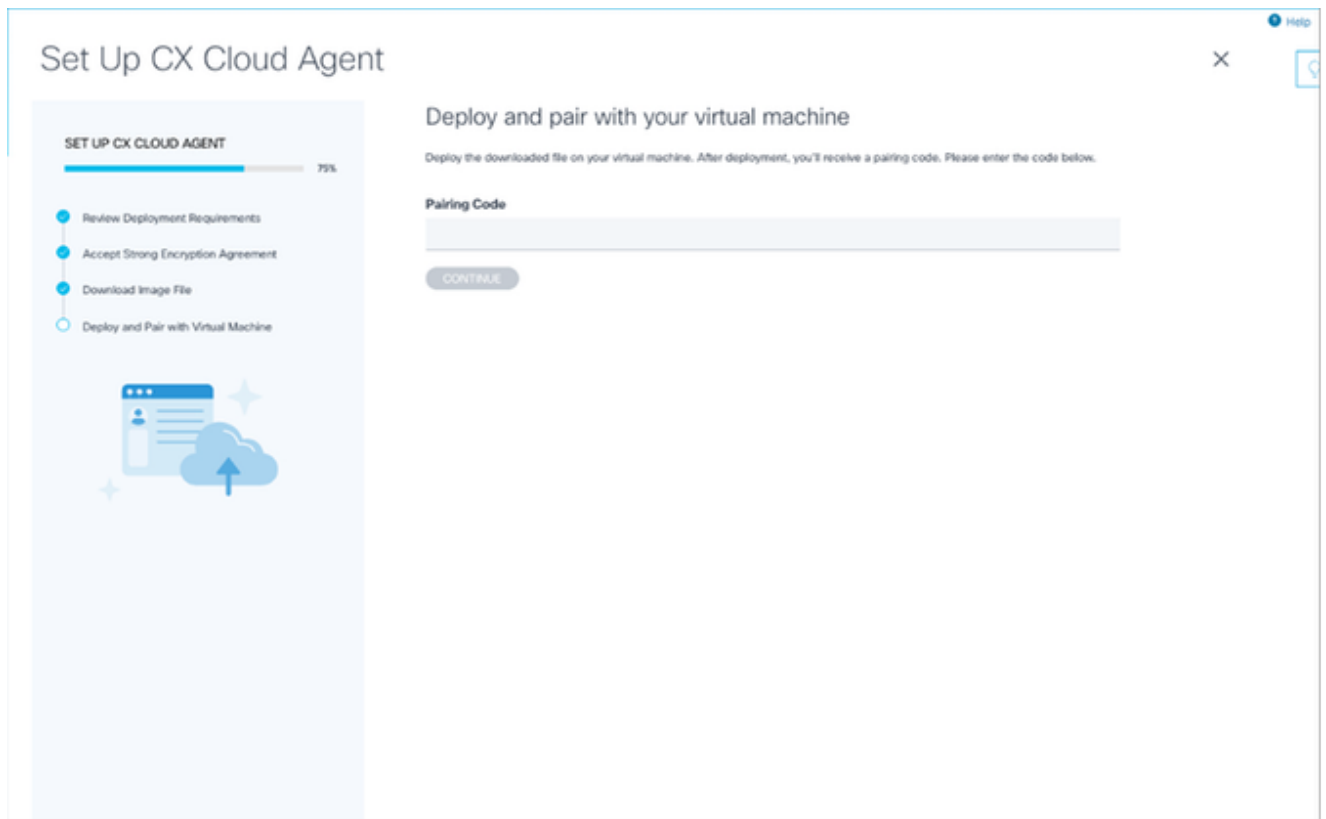 Help
Set Up CX Cloud Agent
SET UP CX CLOUD AGENT
75%
Review Deployment Requirements
Accept Strong Encryption Agreement
Download Image File
Deploy and Pair with Virtual Machine
Deploy and pair with your virtual machine
Deploy the downloaded file on your virtual machine. After deployment, you'll receive a pairing code. Please enter the code below.
Pairing Code
CONTINUE